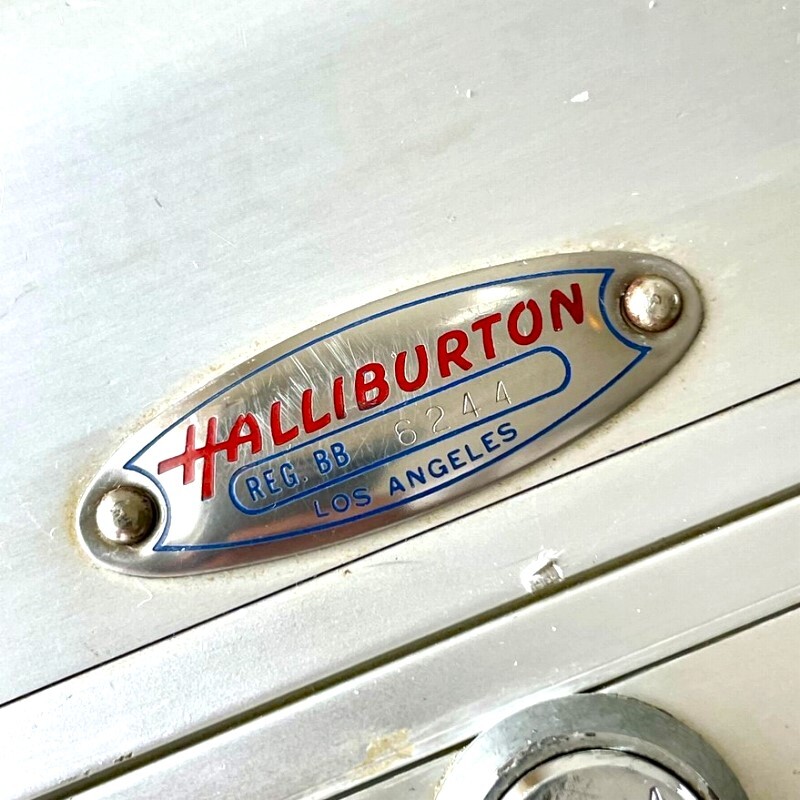 HALLIBURTON
REG. BB 6244
LOS ANGELES